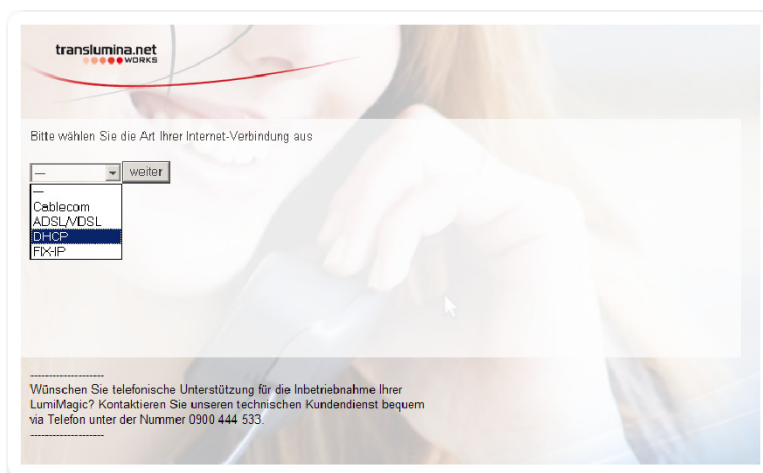 translumina.net
WORKS
Bitte wählen Sie die Art Ihrer Internet-Verbindung aus
--- weiter
---
Cablecom
ADSL/VDSL
DHCP
FIX-IP
--------------------
Wünschen Sie telefonische Unterstützung für die Inbetriebnahme Ihrer
LumiMagic? Kontaktieren Sie unseren technischen Kundendienst bequem
via Telefon unter der Nummer 0900 444 533.
--------------------